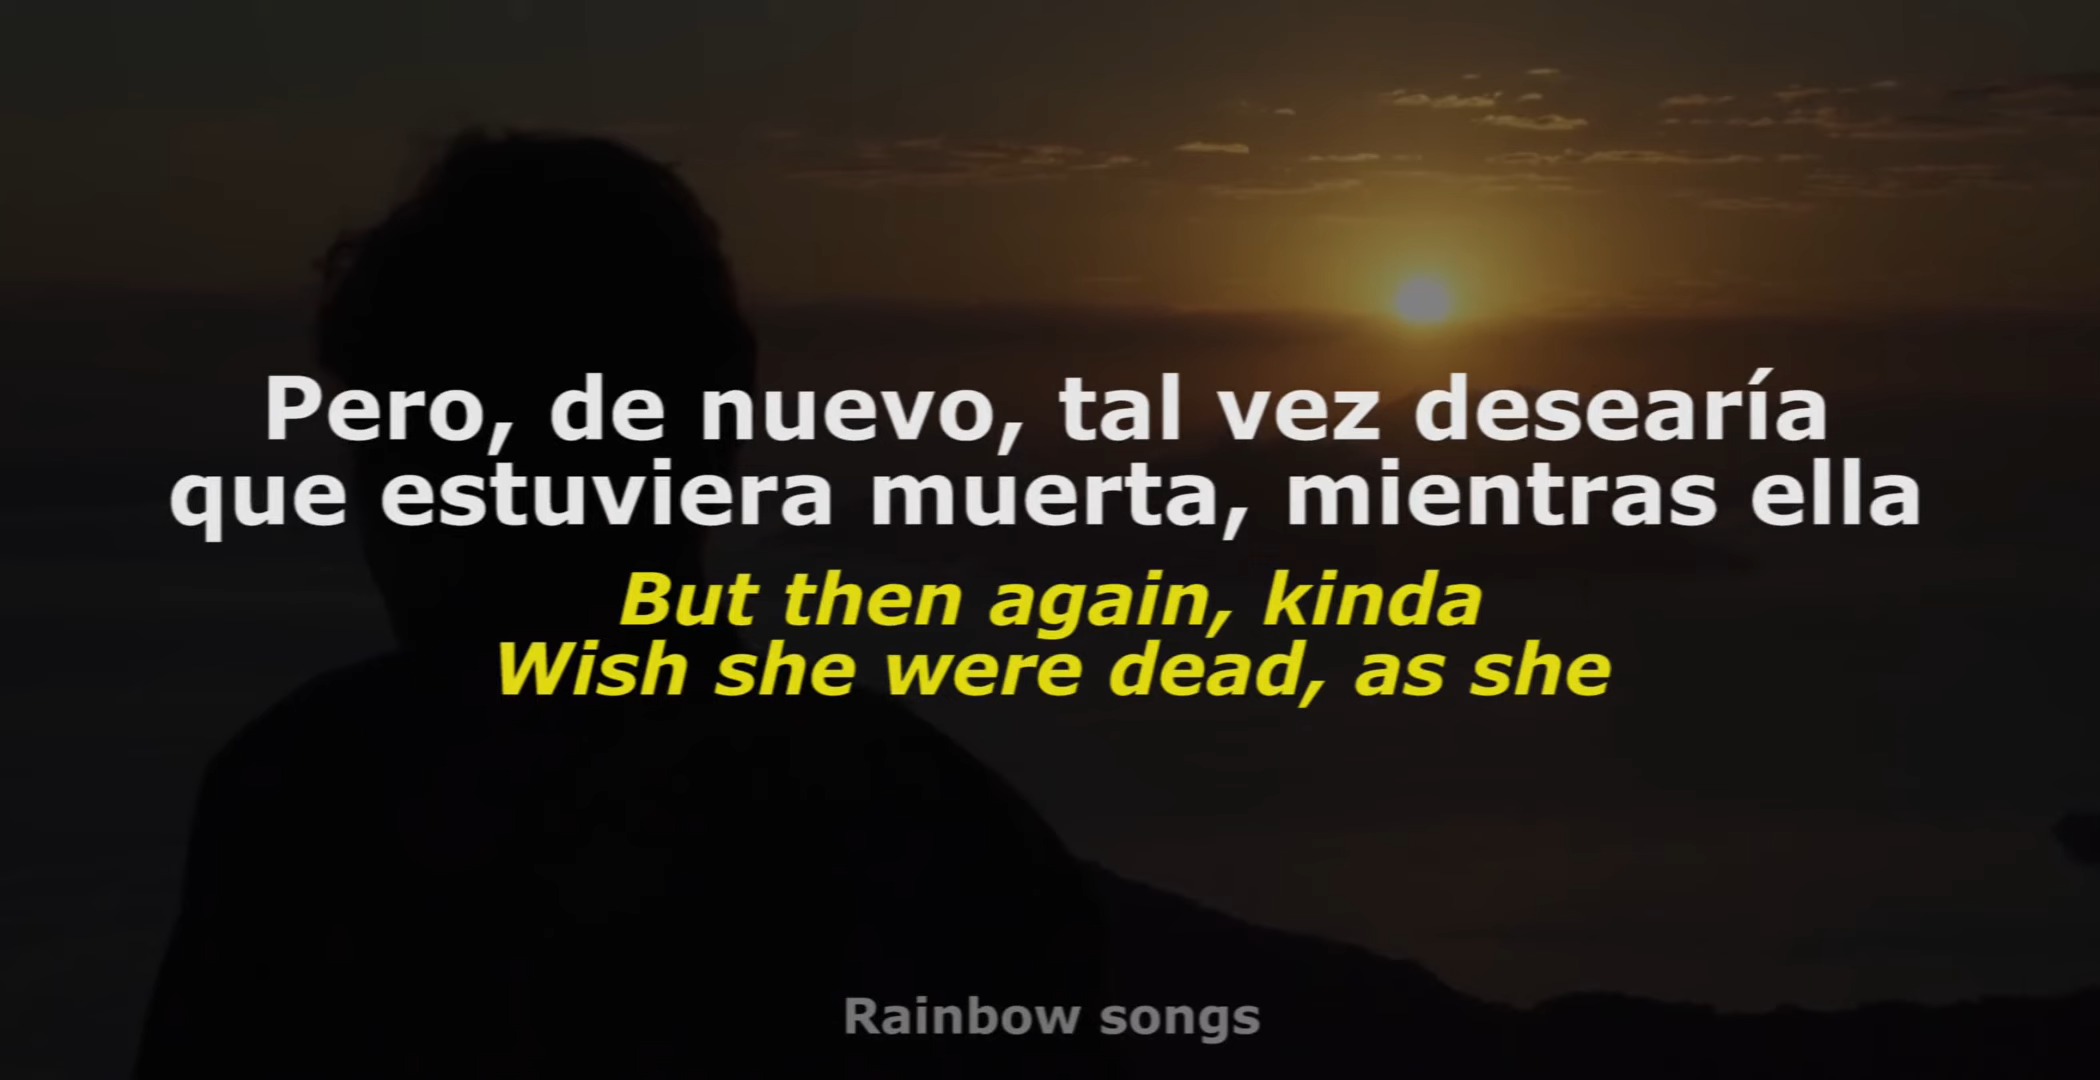 Pero, de nuevo, tal vez desearía
que estuviera muerta, mientras ella
But then again, kinda
Wish she were dead, as she
Rainbow songs